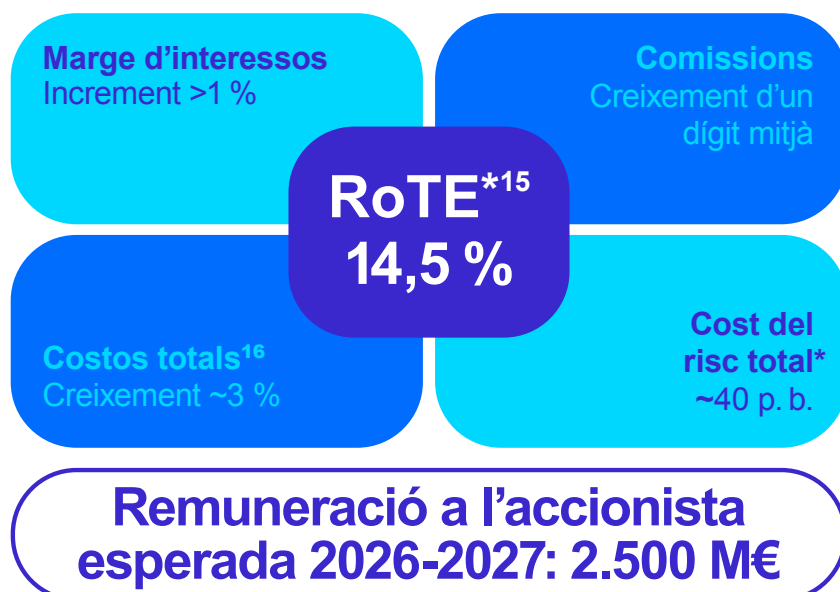 Marge d'interessos
Increment >1 %
Comissions
Creixement d'un
dígit mitjà
RoTE*¹⁵
14,5 %
Costos totals¹⁶
Creixement ~3 %
Cost del
risc total*
~40 p. b.
Remuneració a l'accionista
esperada 2026-2027: 2.500 M€